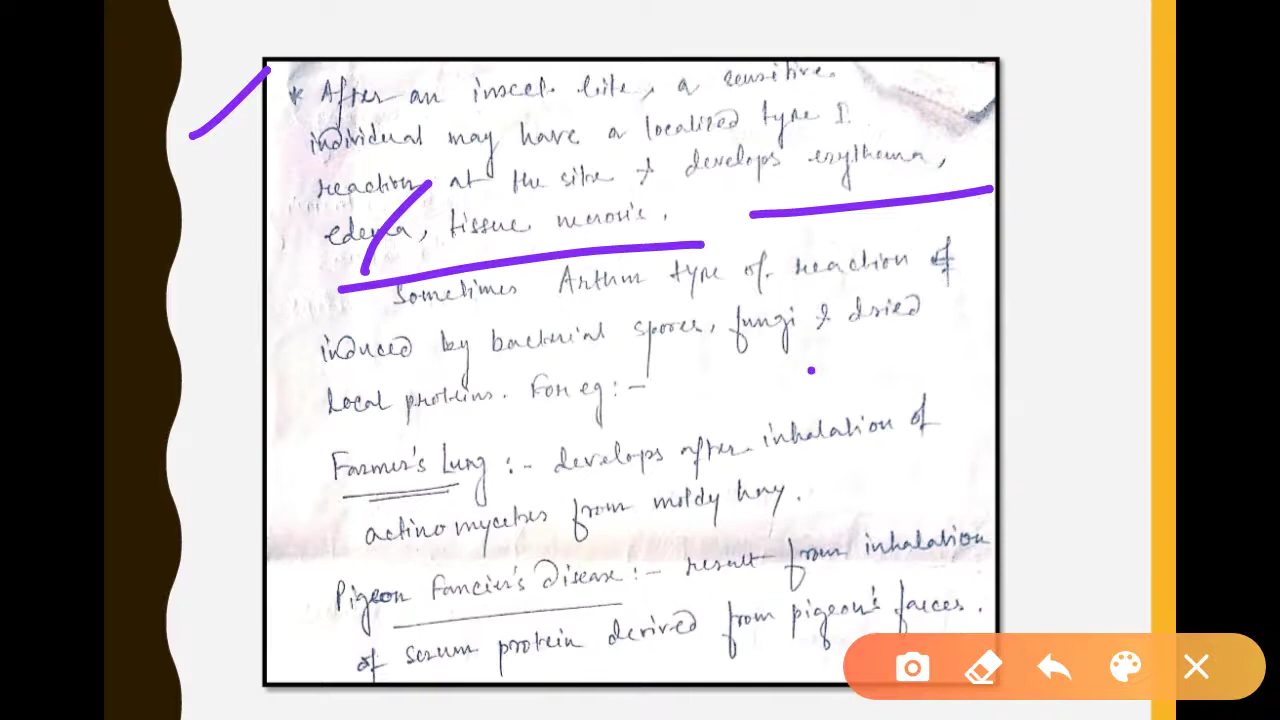 * After an insect bite, a sensitive.
individual may have a localized type I.
reaction at the site & develops erythema,
edema, tissue necrosis.
Sometimes Arthus type of reaction
induced by bacterial spores, fungi & dried
local proteins. For eg:-
Farmer's Lung :- develops after inhalation of
actinomycetes from moldy hay.
Pigeon Fancier's Disease :- result from inhalation
of serum protein derived from pigeon's faeces.